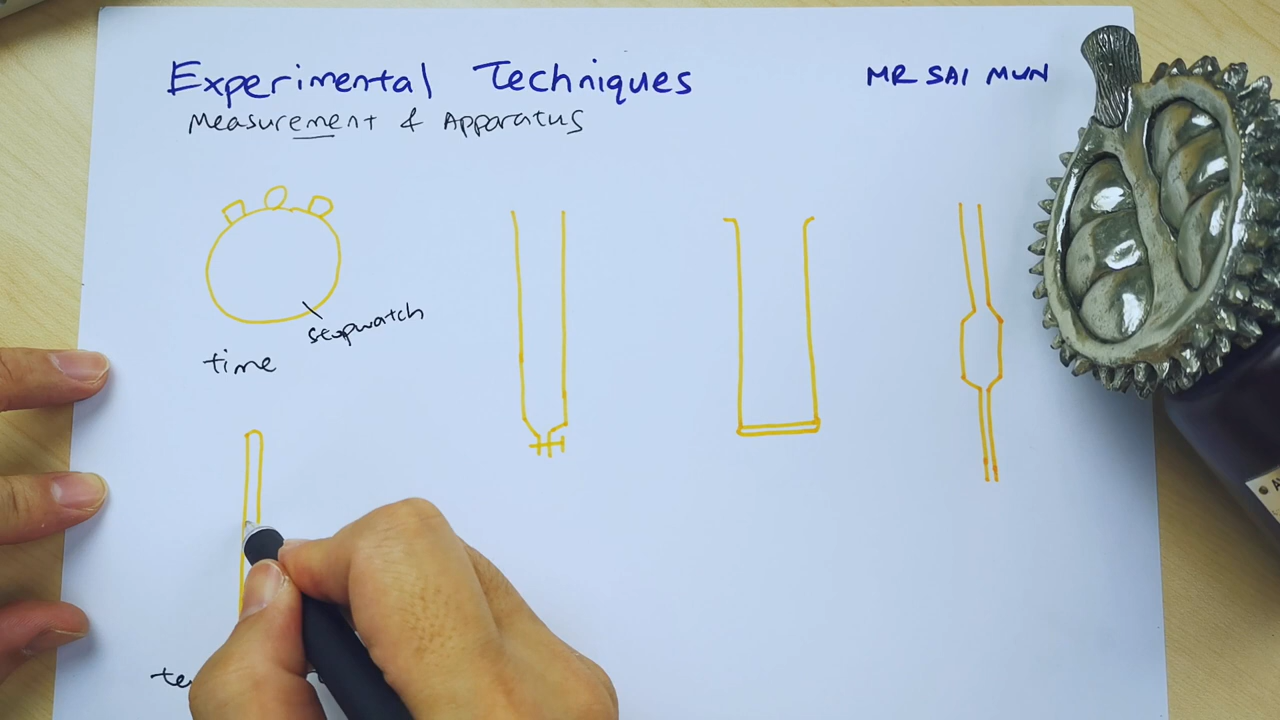 Experimental Techniques
MR SAI MUN
Measurement & Apparatus
stopwatch
time